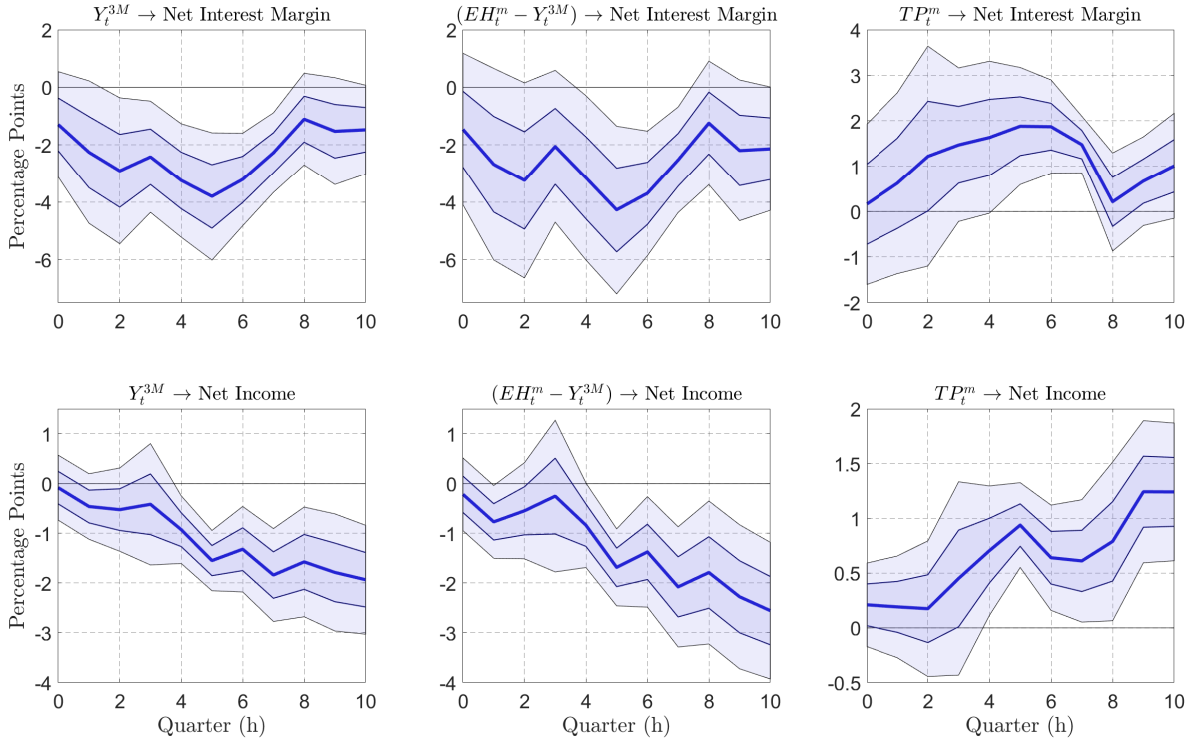 Y_t^{3M} → Net Interest Margin
Percentage Points
2
0
-2
-4
-6
0 2 4 6 8 10
(EH_t^m − Y_t^{3M}) → Net Interest Margin
2
0
-2
-4
-6
0 2 4 6 8 10
TP_t^m → Net Interest Margin
4
3
2
1
0
-1
-2
0 2 4 6 8 10
Y_t^{3M} → Net Income
Percentage Points
1
0
-1
-2
-3
-4
0 2 4 6 8 10
Quarter (h)
(EH_t^m − Y_t^{3M}) → Net Income
1
0
-1
-2
-3
-4
0 2 4 6 8 10
Quarter (h)
TP_t^m → Net Income
2
1.5
1
0.5
0
-0.5
0 2 4 6 8 10
Quarter (h)